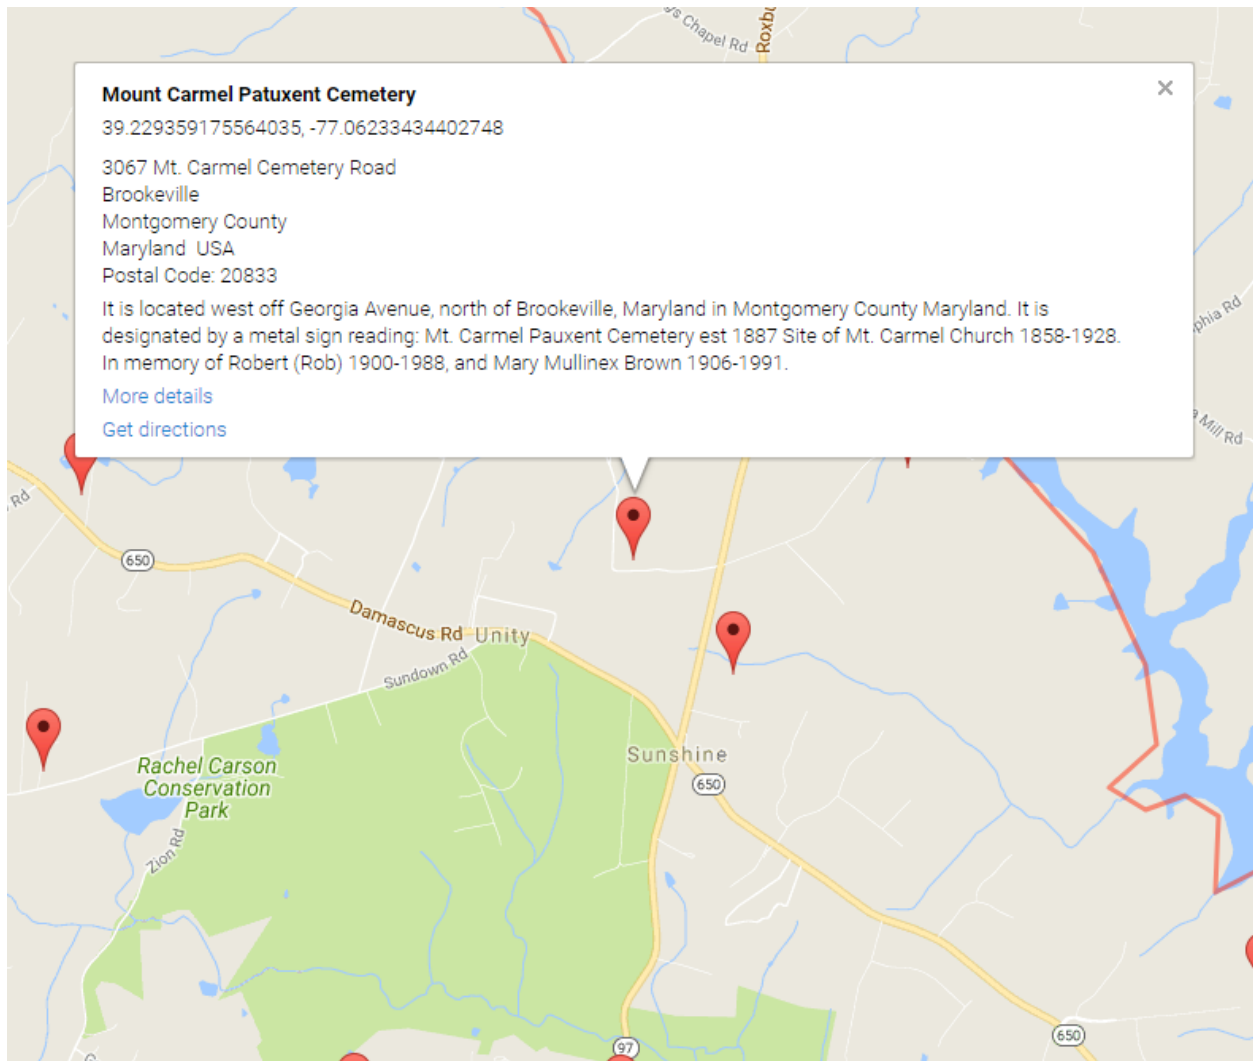 gs Chapel Rd
Roxbu
Mount Carmel Patuxent Cemetery
39.229359175564035, -77.06233434402748
3067 Mt. Carmel Cemetery Road
Brookeville
Montgomery County
Maryland  USA
Postal Code: 20833
It is located west off Georgia Avenue, north of Brookeville, Maryland in Montgomery County Maryland. It is
designated by a metal sign reading: Mt. Carmel Pauxent Cemetery est 1887 Site of Mt. Carmel Church 1858-1928.
In memory of Robert (Rob) 1900-1988, and Mary Mullinex Brown 1906-1991.
More details
Get directions
phia Rd
a Mill Rd
Rd
650
Damascus Rd
Unity
Sundown Rd
Sunshine
650
Rachel Carson
Conservation
Park
Zion Rd
650
97
G